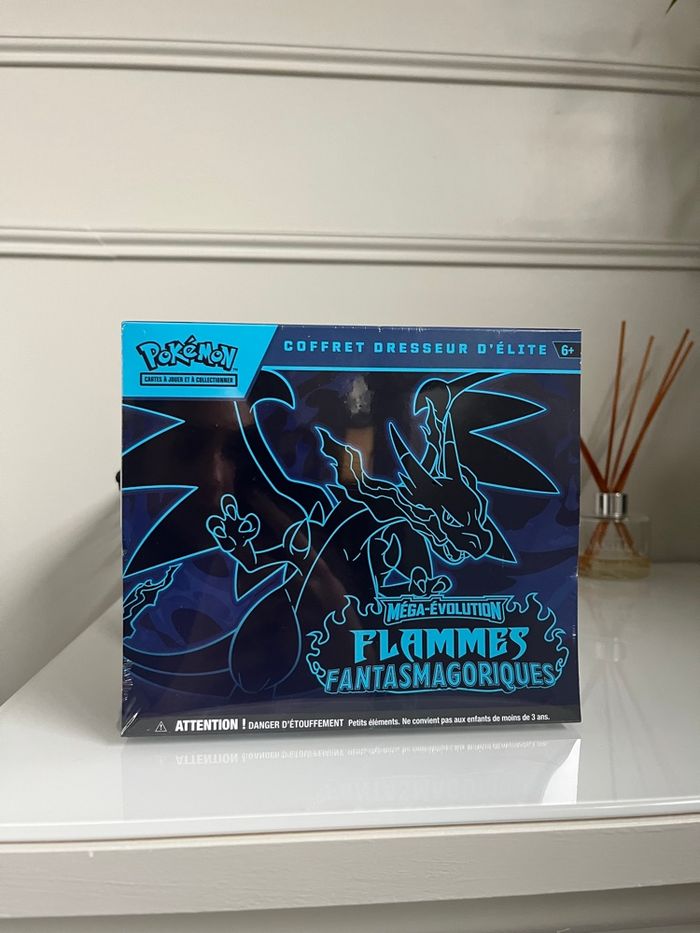 POKéMON
CARTES À JOUER ET À COLLECTIONNER
COFFRET DRESSEUR D'ÉLITE
6+
MÉGA-ÉVOLUTION
FLAMMES
FANTASMAGORIQUES
ATTENTION ! DANGER D'ÉTOUFFEMENT Petits éléments. Ne convient pas aux enfants de moins de 3 ans.